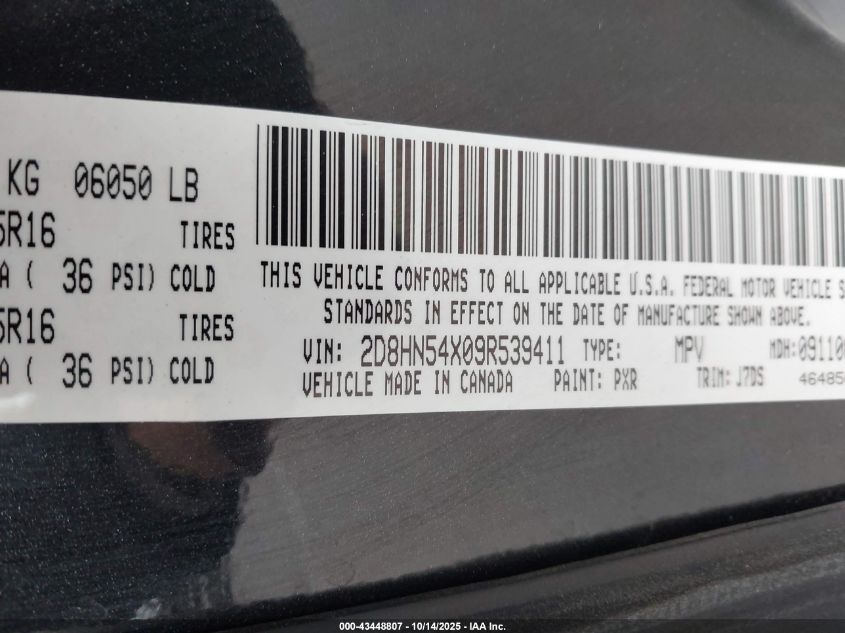 KG 06050 LB
5R16 TIRES
A ( 36 PSI) COLD
5R16 TIRES
A ( 36 PSI) COLD
THIS VEHICLE CONFORMS TO ALL APPLICABLE U.S.A. FEDERAL MOTOR VEHICLE S
STANDARDS IN EFFECT ON THE DATE OF MANUFACTURE SHOWN ABOVE.
VIN: 2D8HN54X09R539411 TYPE: MPV MDH: 09110
VEHICLE MADE IN CANADA PAINT: PXR TRIM: J7DS 46485
000-43448807 - 10/14/2025 - IAA Inc.